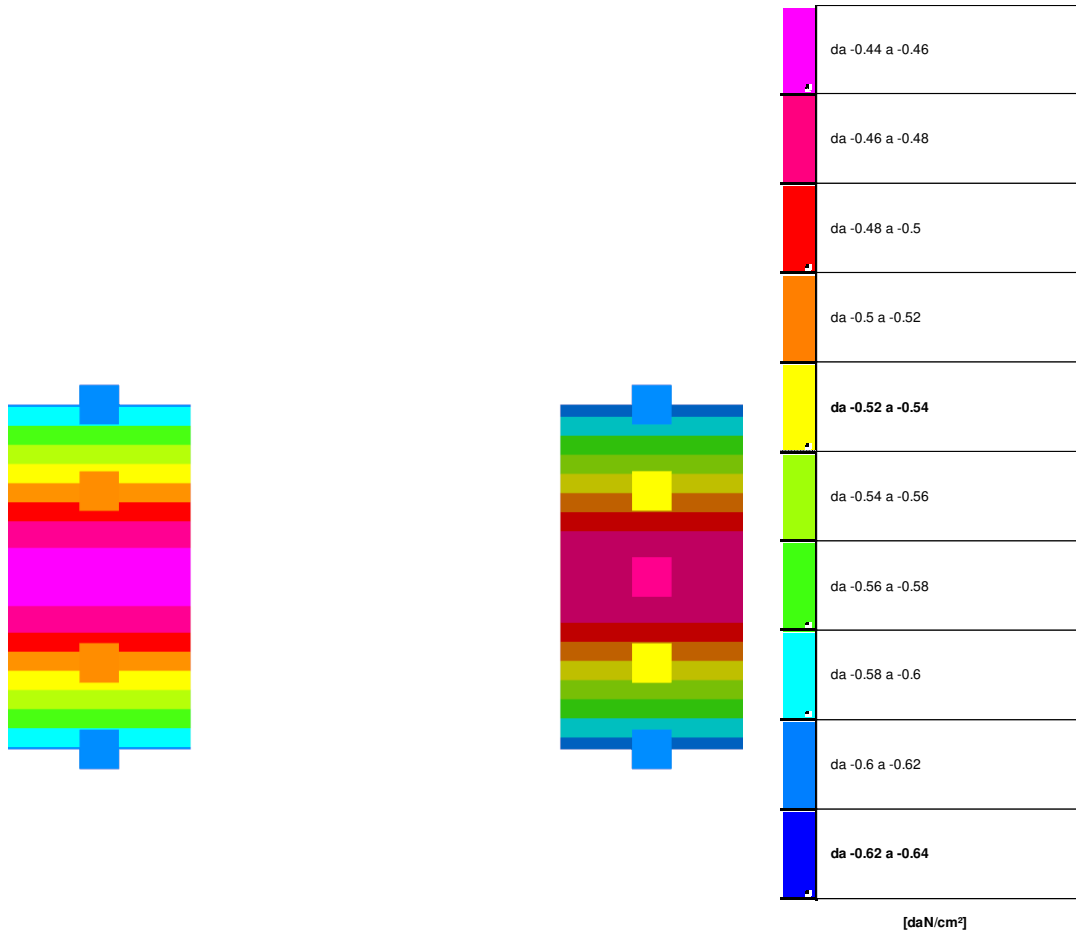 da -0.44 a -0.46
da -0.46 a -0.48
da -0.48 a -0.5
da -0.5 a -0.52
da -0.52 a -0.54
da -0.54 a -0.56
da -0.56 a -0.58
da -0.58 a -0.6
da -0.6 a -0.62
da -0.62 a -0.64
[daN/cm²]